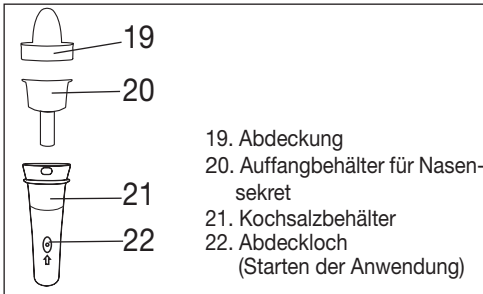 19
20
21
22
19. Abdeckung
20. Auffangbehälter für Nasen-
sekret
21. Kochsalzbehälter
22. Abdeckloch
(Starten der Anwendung)